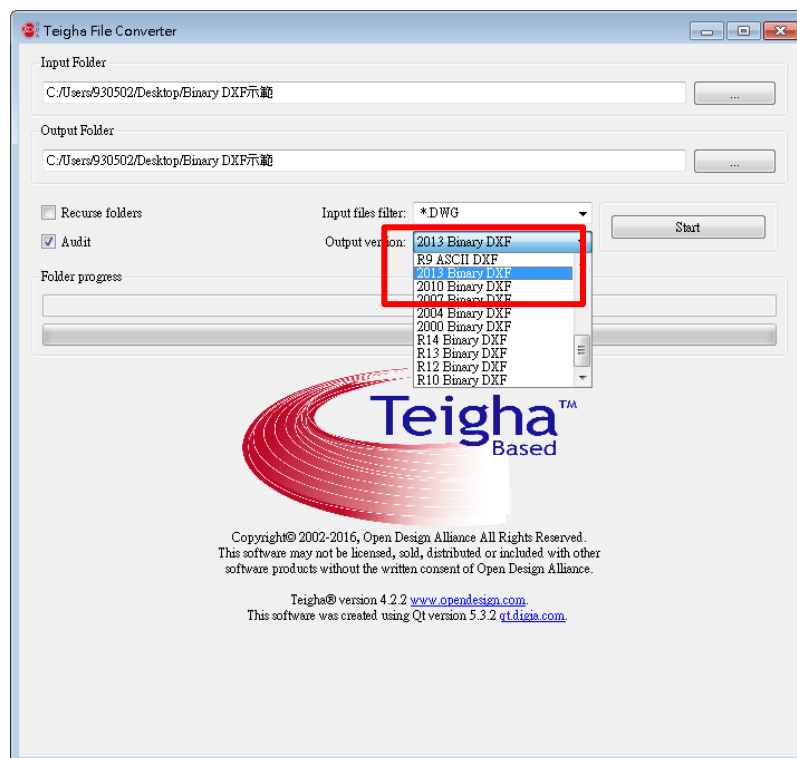 Teigha File Converter
Input Folder
C:/Users/930502/Desktop/Binary DXF示範
...
Output Folder
C:/Users/930502/Desktop/Binary DXF示範
...
Recurse folders
Input files filter: *.DWG
Start
Audit
Output version: 2013 Binary DXF
R9 ASCII DXF
Folder progress
2013 Binary DXF
2010 Binary DXF
2007 Binary DXF
2004 Binary DXF
2000 Binary DXF
R14 Binary DXF
R13 Binary DXF
R12 Binary DXF
R10 Binary DXF
Teigha™
Based
Copyright© 2002-2016, Open Design Alliance All Rights Reserved.
This software may not be licensed, sold, distributed or included with other
software products without the written consent of Open Design Alliance.
Teigha® version 4.2.2 www.opendesign.com.
This software was created using Qt version 5.3.2 qt.digia.com.